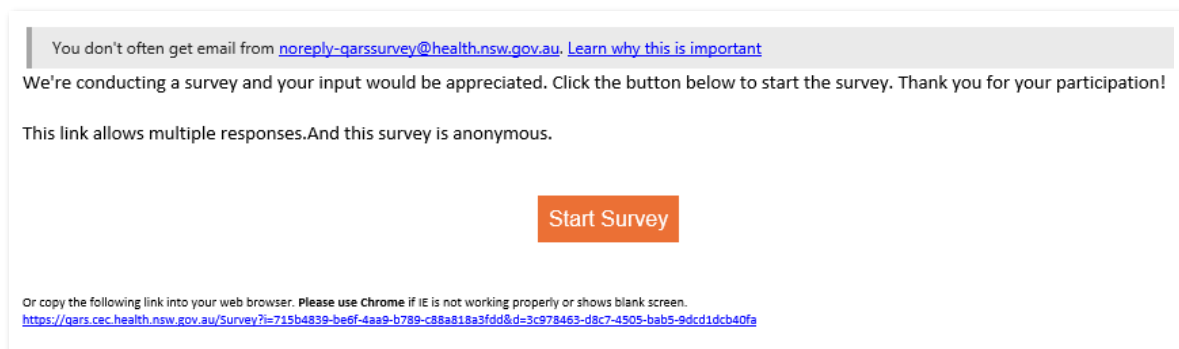 You don't often get email from noreply-qarssurvey@health.nsw.gov.au. Learn why this is important
We're conducting a survey and your input would be appreciated. Click the button below to start the survey. Thank you for your participation!
This link allows multiple responses.And this survey is anonymous.
Start Survey
Or copy the following link into your web browser. Please use Chrome if IE is not working properly or shows blank screen.
https://qars.cec.health.nsw.gov.au/Survey?i=715b4839-be6f-4aa9-b789-c88a818a3fdd&d=3c978463-d8c7-4505-bab5-9dcd1dcb40fa